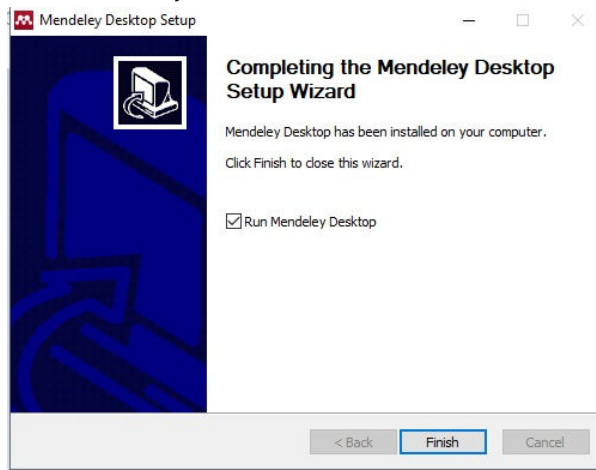 Mendeley Desktop Setup
Completing the Mendeley Desktop
Setup Wizard
Mendeley Desktop has been installed on your computer.
Click Finish to close this wizard.
Run Mendeley Desktop
< Back Finish Cancel